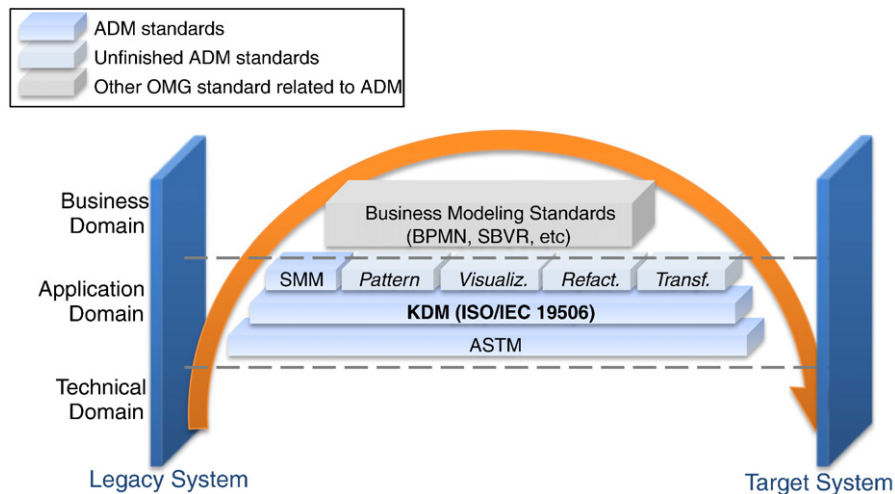 ADM standards
Unfinished ADM standards
Other OMG standard related to ADM
Business
Domain
Business Modeling Standards
(BPMN, SBVR, etc)
Application
Domain
SMM
Pattern
Visualiz.
Refact.
Transf.
KDM (ISO/IEC 19506)
ASTM
Technical
Domain
Legacy System
Target System